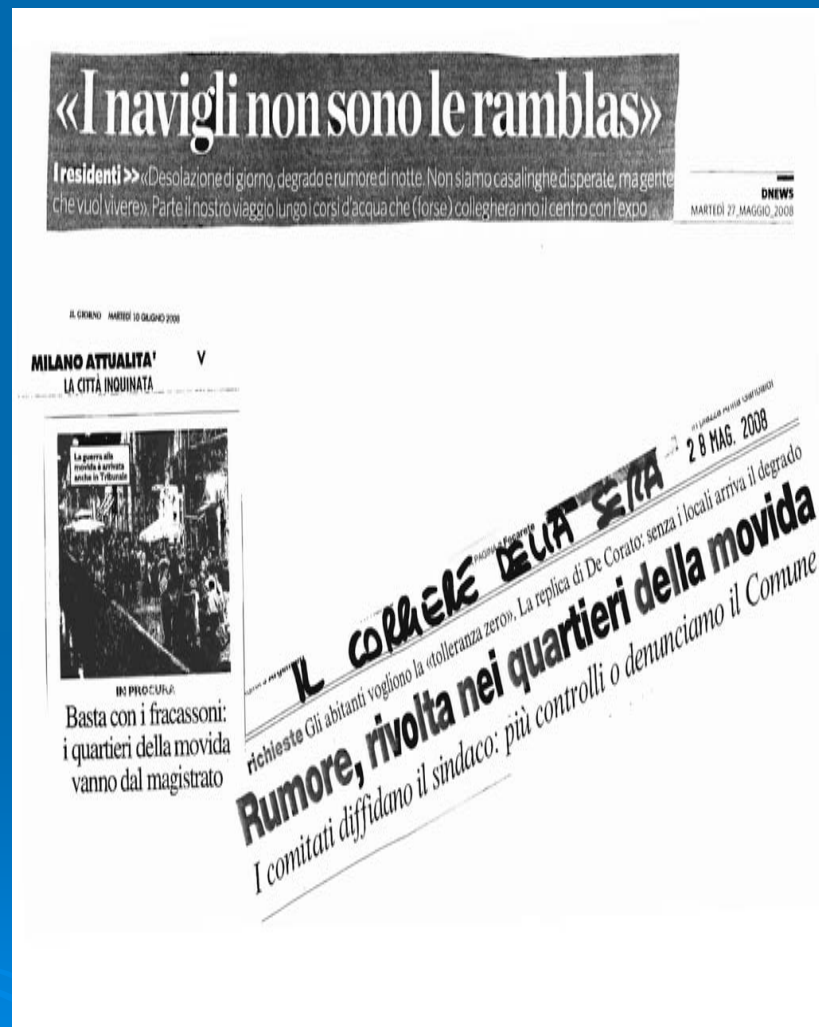 «I navigli non sono le ramblas»
I residenti >> «Desolazione di giorno, degrado e rumore di notte. Non siamo casalinghe disperate, ma gente
che vuol vivere». Parte il nostro viaggio lungo i corsi d'acqua che (forse) collegheranno il centro con l'expo
DNEWS
MARTEDÌ 27_MAGGIO_2008
IL GIORNO MARTEDÌ 10 GIUGNO 2008
MILANO ATTUALITA' V
LA CITTÀ INQUINATA
La guerra alla
movida è arrivata
anche in Tribunale
IN PROCURA
Basta con i fracassoni:
i quartieri della movida
vanno dal magistrato
28 MAG. 2008
IL CORRIERE DELLA SERA
richieste Gli abitanti vogliono la «tolleranza zero». La replica di De Corato: senza i locali arriva il degrado
Rumore, rivolta nei quartieri della movida
I comitati diffidano il sindaco: più controlli o denunciamo il Comune